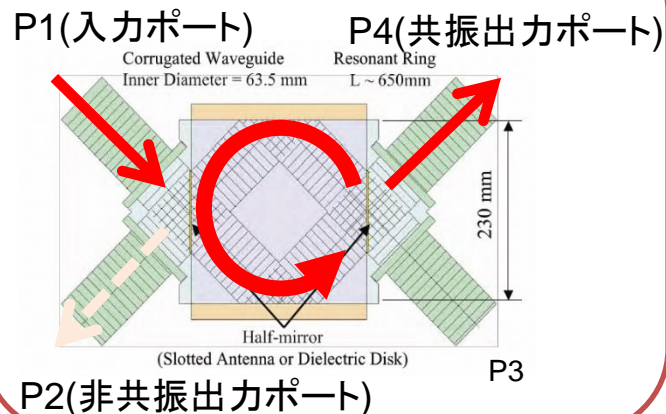 P1(入力ポート)
P4(共振出力ポート)
Corrugated Waveguide
Inner Diameter = 63.5 mm
Resonant Ring
L ~ 650mm
230 mm
Half-mirror
(Slotted Antenna or Dielectric Disk)
P3
P2(非共振出力ポート)